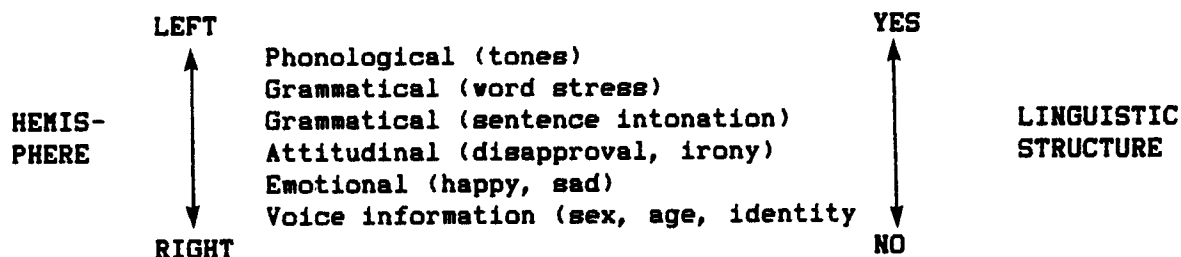 LEFT YES
Phonological (tones)
Grammatical (word stress)
HEMIS- Grammatical (sentence intonation) LINGUISTIC
PHERE Attitudinal (disapproval, irony) STRUCTURE
Emotional (happy, sad)
Voice information (sex, age, identity
RIGHT NO